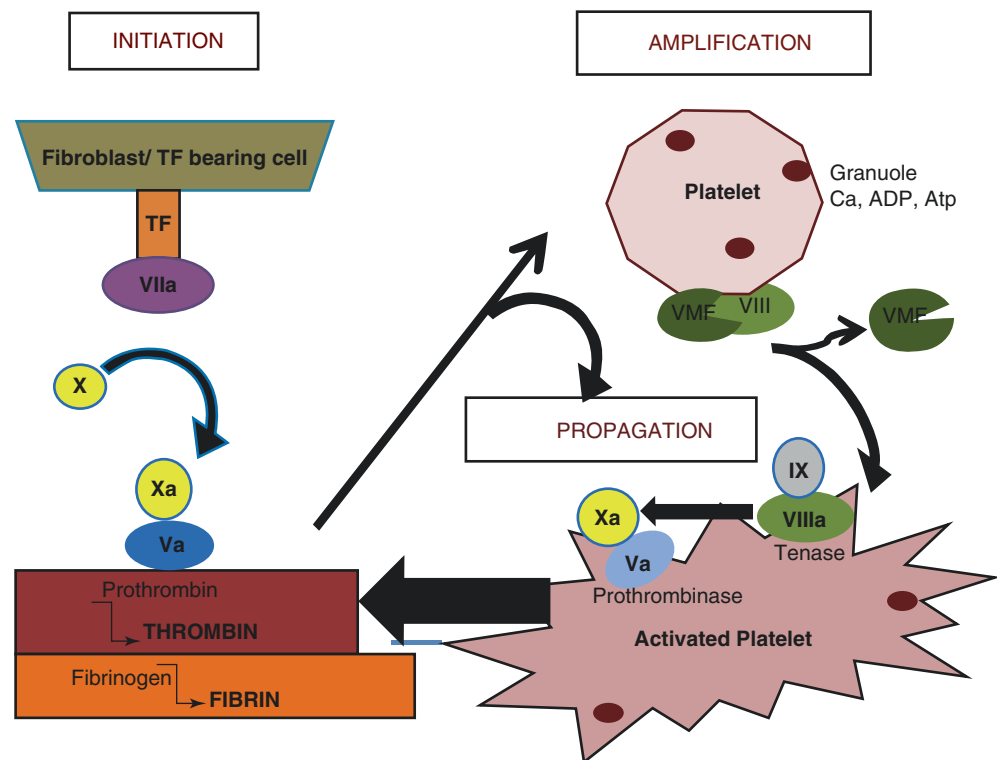 INITIATION
Fibroblast/ TF bearing cell
TF
VIIa
X
Xa
Va
Prothrombin
THROMBIN
Fibrinogen
FIBRIN
AMPLIFICATION
Platelet
Granuole
Ca, ADP, Atp
VMF
VIII
VMF
PROPAGATION
IX
VIIIa
Tenase
Xa
Va
Prothrombinase
Activated Platelet